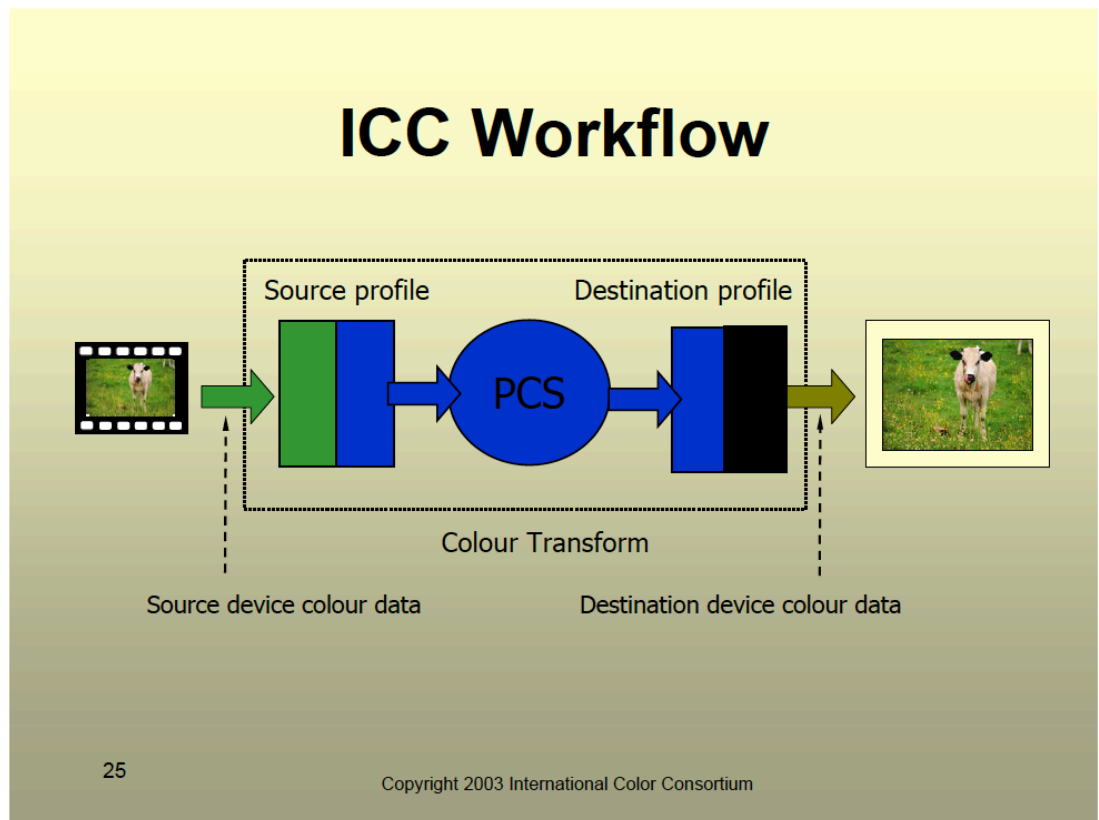 ICC Workflow
Source profile
Destination profile
PCS
Colour Transform
Source device colour data
Destination device colour data
25
Copyright 2003 International Color Consortium